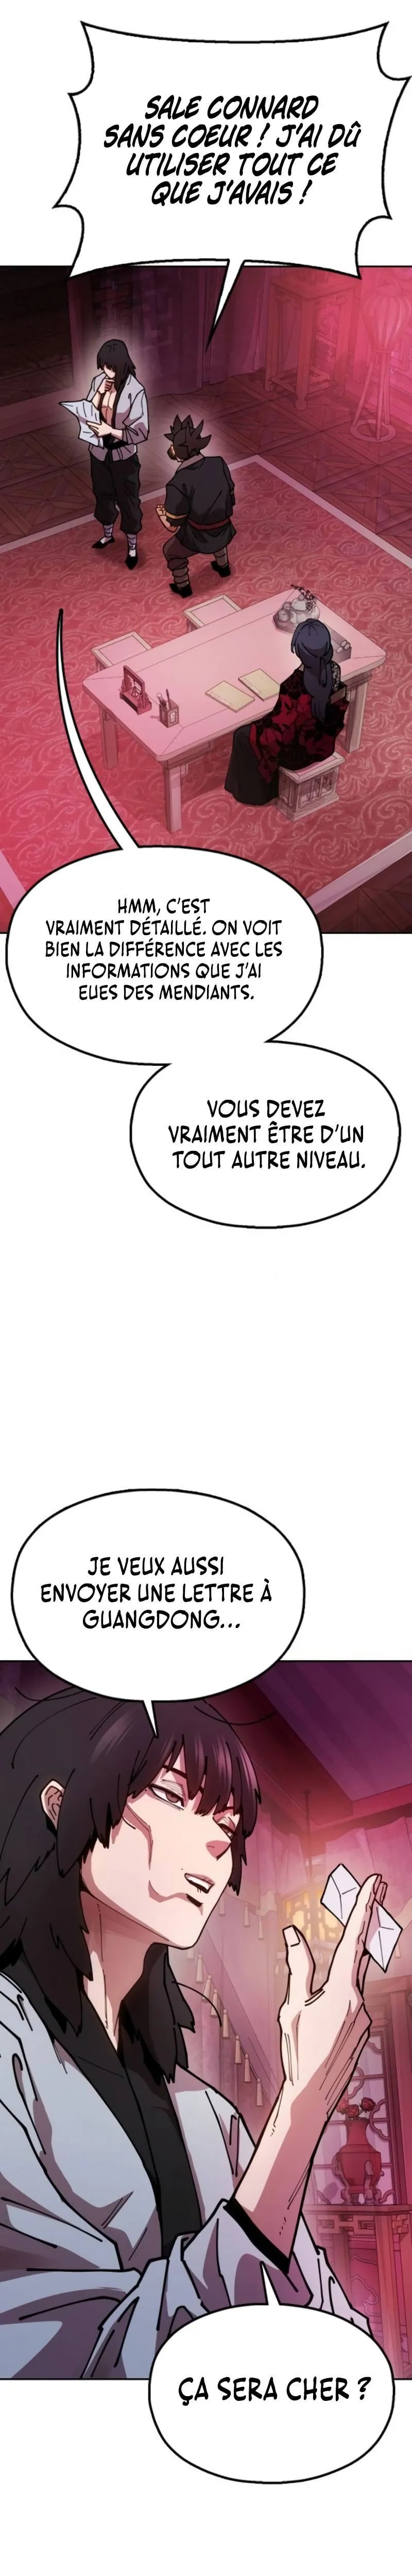 SALE CONNARD
SANS COEUR ! J'AI DÛ
UTILISER TOUT CE
QUE J'AVAIS !
HMM, C'EST
VRAIMENT DÉTAILLÉ. ON VOIT
BIEN LA DIFFÉRENCE AVEC LES
INFORMATIONS QUE J'AI
EUES DES MENDIANTS.
VOUS DEVEZ
VRAIMENT ÊTRE D'UN
TOUT AUTRE NIVEAU.
JE VEUX AUSSI
ENVOYER UNE LETTRE À
GUANGDONG...
ÇA SERA CHER ?